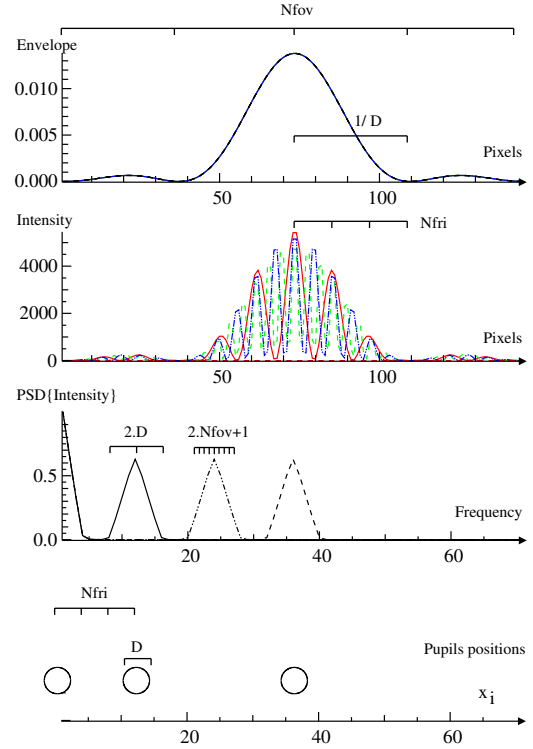 Nfov
Envelope
0.010
0.005
0.000
1/ D
Pixels
50
100
Intensity
Nfri
4000
2000
0
Pixels
50
100
PSD{Intensity}
2.D
2.Nfov+1
0.5
0.0
Frequency
20
40
60
Nfri
D
Pupils positions
x i
20
40
60